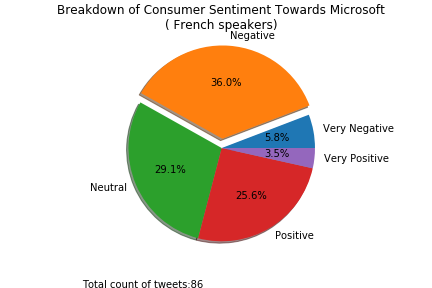 Breakdown of Consumer Sentiment Towards Microsoft
( French speakers)
Negative
36.0%
Very Negative
5.8%
3.5%
Very Positive
29.1%
Neutral
25.6%
Positive
Total count of tweets:86